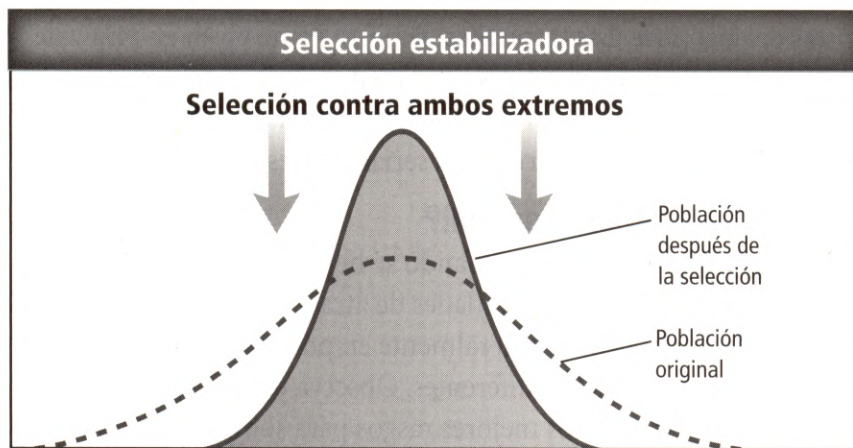 Selección estabilizadora
Selección contra ambos extremos
Población
después de
la selección
Población
original